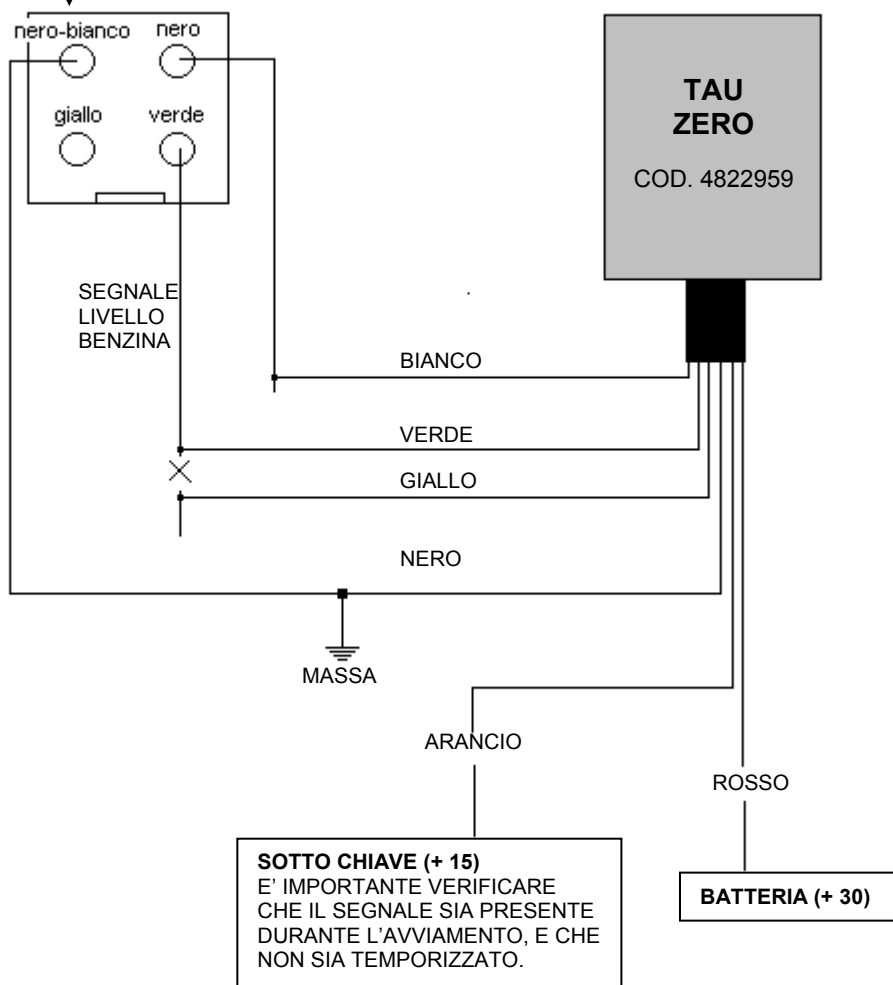 nero-bianco nero
giallo verde
TAU
ZERO
COD. 4822959
SEGNALE
LIVELLO
BENZINA
BIANCO
VERDE
GIALLO
NERO
MASSA
ARANCIO
ROSSO
SOTTO CHIAVE (+ 15)
E' IMPORTANTE VERIFICARE
CHE IL SEGNALE SIA PRESENTE
DURANTE L'AVVIAMENTO, E CHE
NON SIA TEMPORIZZATO.
BATTERIA (+ 30)